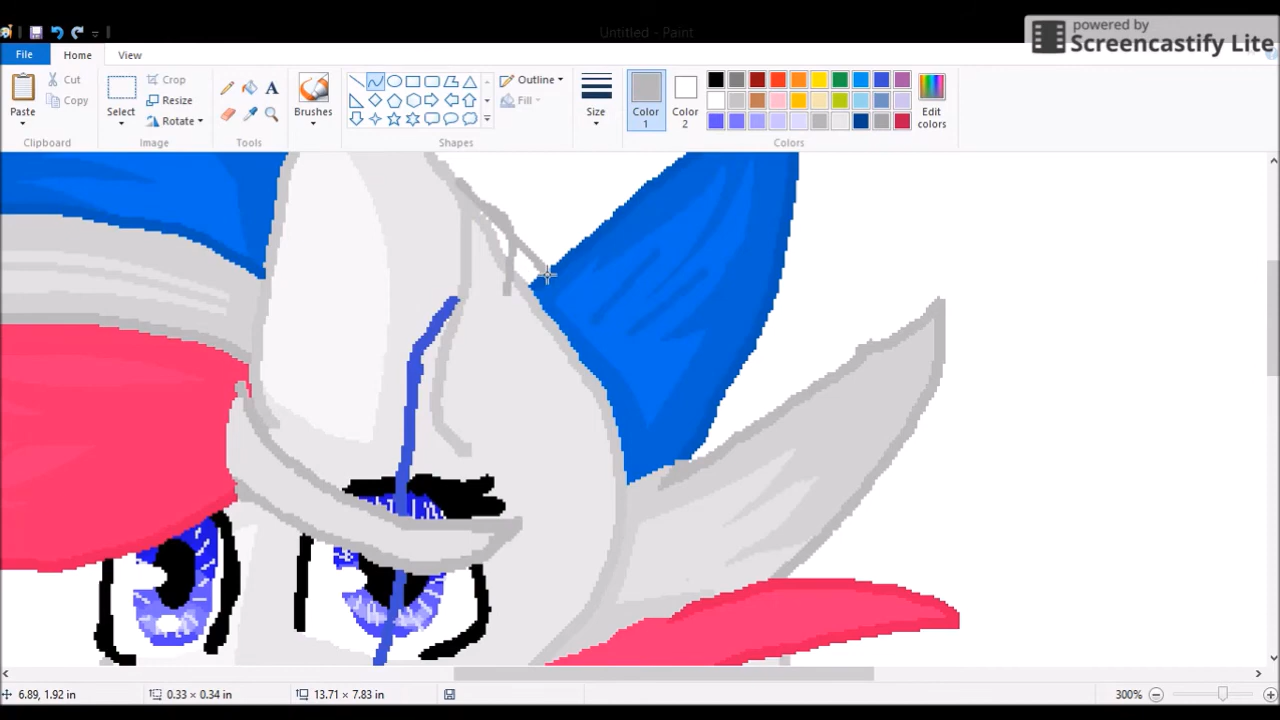 powered by
Screencastify Lite
Untitled - Paint
File Home View
Cut
Copy
Paste
Crop
Resize
Rotate
Select
Brushes
Outline
Fill
Size
Color 1
Color 2
Edit colors
Clipboard Image Tools Shapes Colors
6.89, 1.92 in 0.33 × 0.34 in 13.71 × 7.83 in 300%